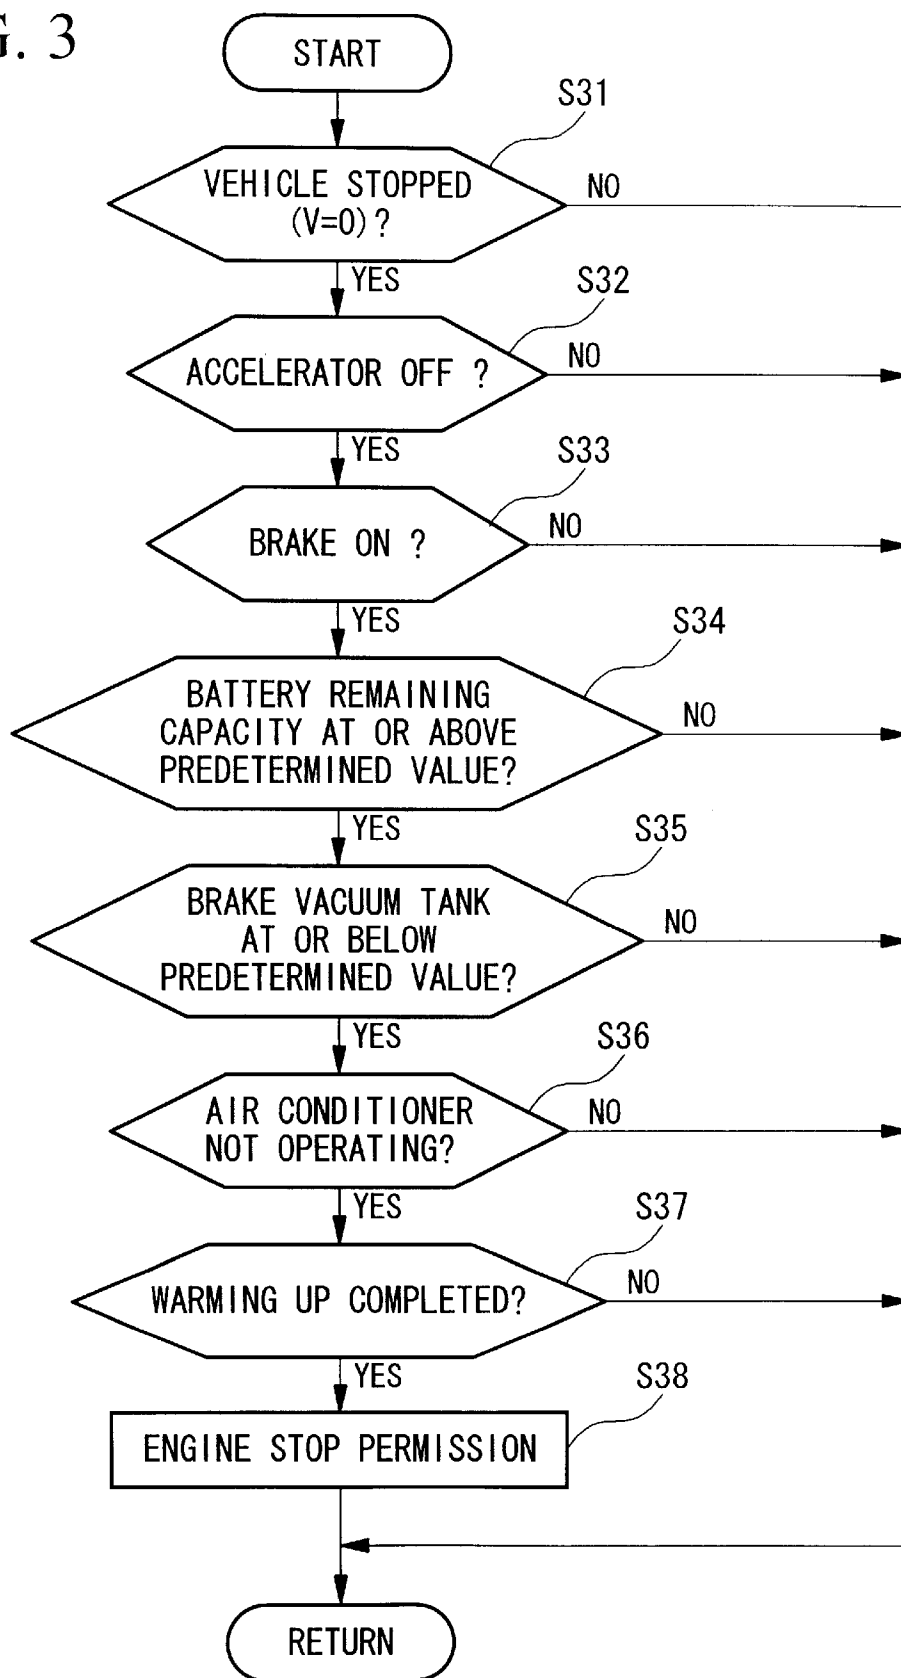 G. 3
START
S31
VEHICLE STOPPED
(V=0)?
NO
YES
S32
ACCELERATOR OFF ?
NO
YES
S33
BRAKE ON ?
NO
YES
S34
BATTERY REMAINING
CAPACITY AT OR ABOVE
PREDETERMINED VALUE?
NO
YES
S35
BRAKE VACUUM TANK
AT OR BELOW
PREDETERMINED VALUE?
NO
YES
S36
AIR CONDITIONER
NOT OPERATING?
NO
YES
S37
WARMING UP COMPLETED?
NO
YES
S38
ENGINE STOP PERMISSION
RETURN